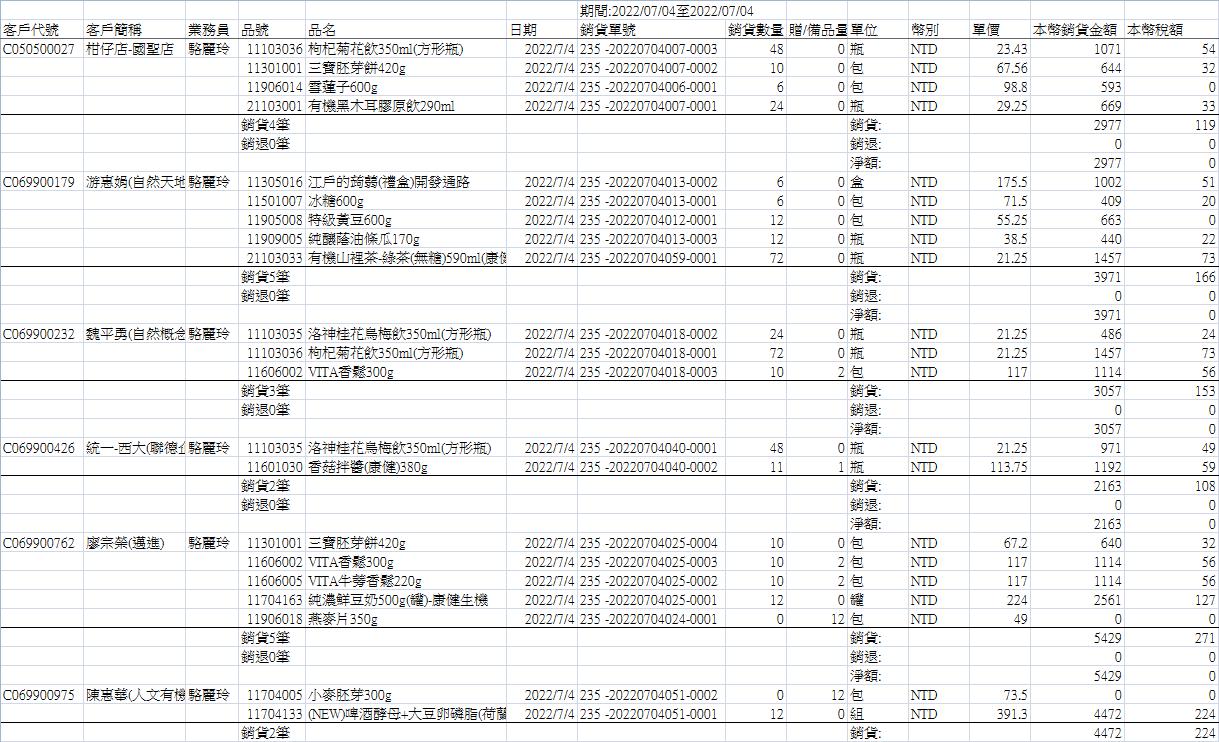 期間:2022/07/04至2022/07/04
客戶代號 客戶簡稱 業務員 品號 品名 日期 銷貨單號 銷貨數量 贈/備品量 單位 幣別 單價 本幣銷貨金額 本幣稅額
C050500027 柑仔店-國聖店 駱麗玲 11103036 枸杞菊花飲350ml(方形瓶) 2022/7/4 235 -20220704007-0003 48 0 瓶 NTD 23.43 1071 54
11301001 三寶胚芽餅420g 2022/7/4 235 -20220704007-0002 10 0 包 NTD 67.56 644 32
11906014 雪蓮子600g 2022/7/4 235 -20220704006-0001 6 0 包 NTD 98.8 593 0
21103001 有機黑木耳膠原飲290ml 2022/7/4 235 -20220704007-0001 24 0 瓶 NTD 29.25 669 33
銷貨4筆 銷貨: 2977 119
銷退0筆 銷退: 0 0
淨額: 2977 0
C069900179 游惠娟(自然天地 駱麗玲 11305016 江戶的蒟蒻(禮盒)開發通路 2022/7/4 235 -20220704013-0002 6 0 盒 NTD 175.5 1002 51
11501007 冰糖600g 2022/7/4 235 -20220704013-0001 6 0 包 NTD 71.5 409 20
11905008 特級黃豆600g 2022/7/4 235 -20220704012-0001 12 0 包 NTD 55.25 663 0
11909005 純釀蔭油條瓜170g 2022/7/4 235 -20220704013-0003 12 0 瓶 NTD 38.5 440 22
21103033 有機山裡茶-綠茶(無糖)590ml(康健 2022/7/4 235 -20220704059-0001 72 0 瓶 NTD 21.25 1457 73
銷貨5筆 銷貨: 3971 166
銷退0筆 銷退: 0 0
淨額: 3971 0
C069900232 魏平勇(自然概念 駱麗玲 11103035 洛神桂花烏梅飲350ml(方形瓶) 2022/7/4 235 -20220704018-0002 24 0 瓶 NTD 21.25 486 24
11103036 枸杞菊花飲350ml(方形瓶) 2022/7/4 235 -20220704018-0001 72 0 瓶 NTD 21.25 1457 73
11606002 VITA香鬆300g 2022/7/4 235 -20220704018-0003 10 2 包 NTD 117 1114 56
銷貨3筆 銷貨: 3057 153
銷退0筆 銷退: 0 0
淨額: 3057 0
C069900426 統一-西大(聯德企 駱麗玲 11103035 洛神桂花烏梅飲350ml(方形瓶) 2022/7/4 235 -20220704040-0001 48 0 瓶 NTD 21.25 971 49
11601030 香菇拌醬(康健)380g 2022/7/4 235 -20220704040-0002 11 1 瓶 NTD 113.75 1192 59
銷貨2筆 銷貨: 2163 108
銷退0筆 銷退: 0 0
淨額: 2163 0
C069900762 廖宗榮(邁進) 駱麗玲 11301001 三寶胚芽餅420g 2022/7/4 235 -20220704025-0004 10 0 包 NTD 67.2 640 32
11606002 VITA香鬆300g 2022/7/4 235 -20220704025-0003 10 2 包 NTD 117 1114 56
11606005 VITA牛蒡香鬆220g 2022/7/4 235 -20220704025-0002 10 2 包 NTD 117 1114 56
11704163 純濃鮮豆奶500g(罐)-康健生機 2022/7/4 235 -20220704025-0001 12 0 罐 NTD 224 2561 127
11906018 燕麥片350g 2022/7/4 235 -20220704024-0001 0 12 包 NTD 49 0 0
銷貨5筆 銷貨: 5429 271
銷退0筆 銷退: 0 0
淨額: 5429 0
C069900975 陳惠華(人文有機 駱麗玲 11704005 小麥胚芽300g 2022/7/4 235 -20220704051-0002 0 12 包 NTD 73.5 0 0
11704133 (NEW)啤酒酵母+大豆卵磷脂(荷蘭 2022/7/4 235 -20220704051-0001 12 0 組 NTD 391.3 4472 224
銷貨2筆 銷貨: 4472 224